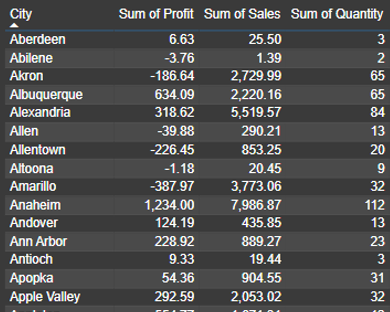 City Sum of Profit Sum of Sales Sum of Quantity
Aberdeen 6.63 25.50 3
Abilene -3.76 1.39 2
Akron -186.64 2,729.99 65
Albuquerque 634.09 2,220.16 65
Alexandria 318.62 5,519.57 84
Allen -39.88 290.21 13
Allentown -226.45 853.25 20
Altoona -1.18 20.45 9
Amarillo -387.97 3,773.06 32
Anaheim 1,234.00 7,986.87 112
Andover 124.19 435.85 13
Ann Arbor 228.92 889.27 23
Antioch 9.33 19.44 3
Apopka 54.36 904.55 31
Apple Valley 292.59 2,053.02 32